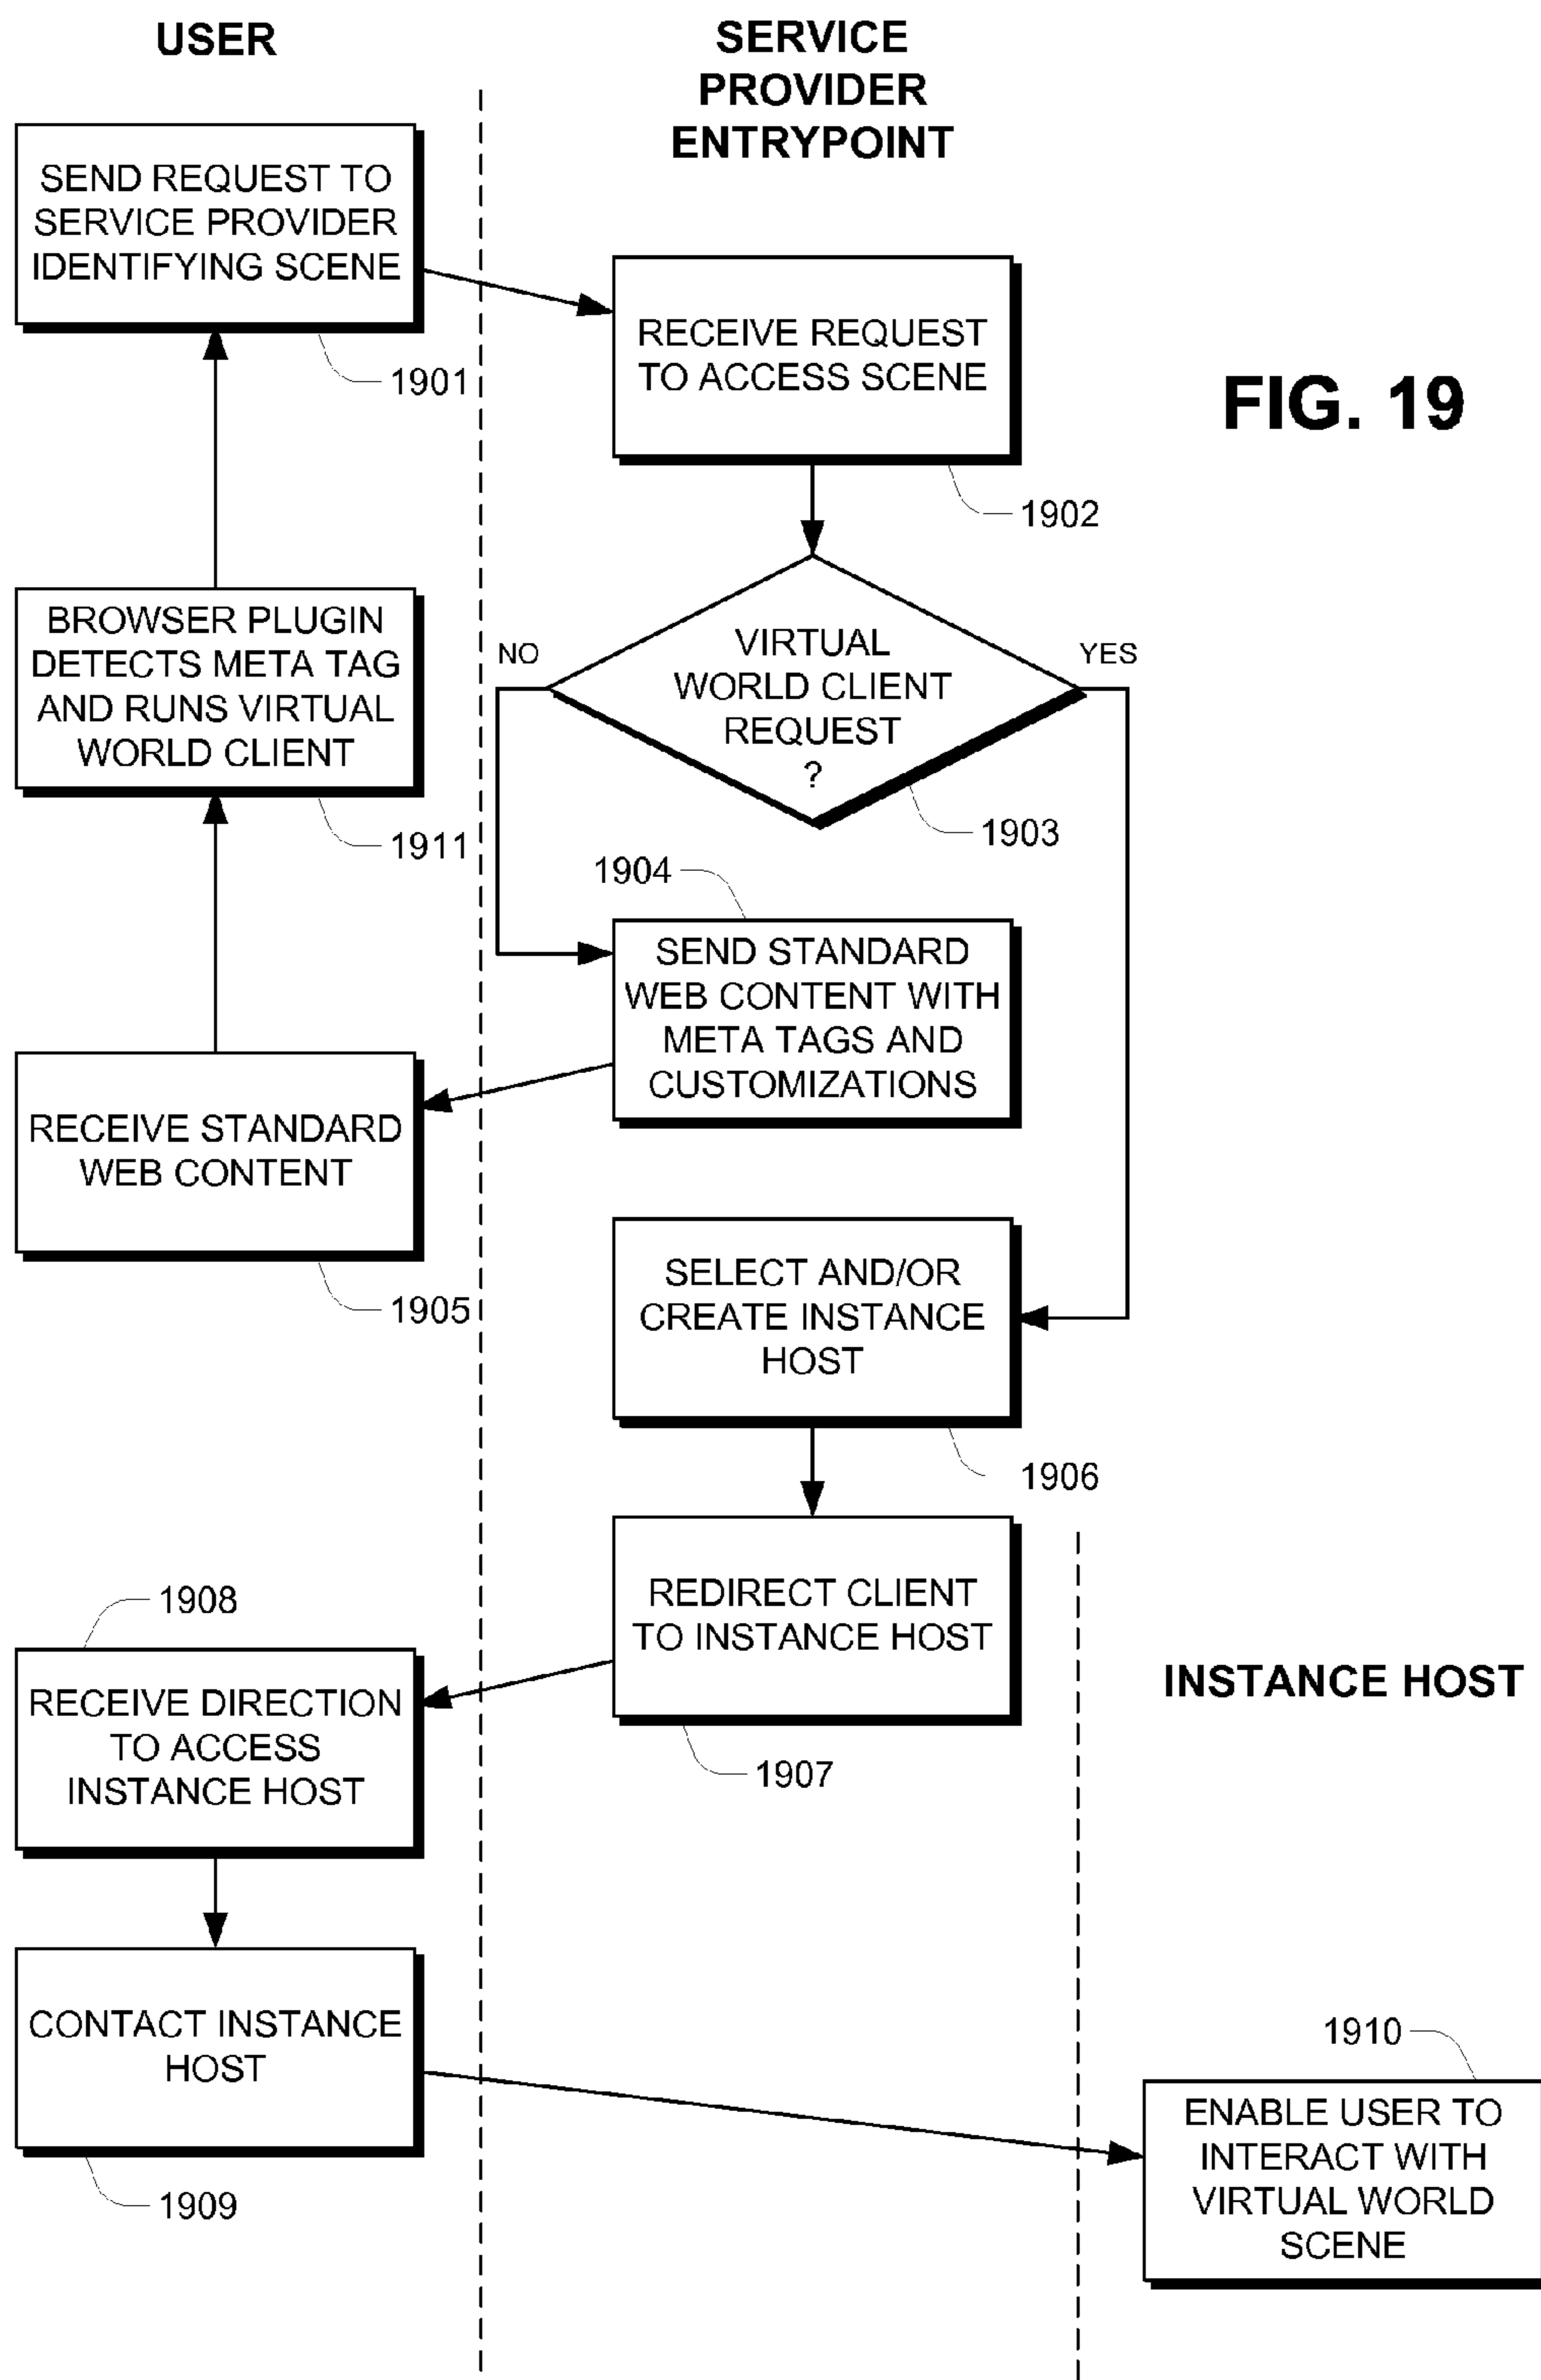 USER
SERVICE
PROVIDER
ENTRYPOINT
SEND REQUEST TO
SERVICE PROVIDER
IDENTIFYING SCENE
1901
RECEIVE REQUEST
TO ACCESS SCENE
1902
FIG. 19
BROWSER PLUGIN
DETECTS META TAG
AND RUNS VIRTUAL
WORLD CLIENT
1911
NO
VIRTUAL
WORLD CLIENT
REQUEST
?
YES
1903
1904
SEND STANDARD
WEB CONTENT WITH
META TAGS AND
CUSTOMIZATIONS
RECEIVE STANDARD
WEB CONTENT
1905
SELECT AND/OR
CREATE INSTANCE
HOST
1906
REDIRECT CLIENT
TO INSTANCE HOST
1907
INSTANCE HOST
1908
RECEIVE DIRECTION
TO ACCESS
INSTANCE HOST
CONTACT INSTANCE
HOST
1909
1910
ENABLE USER TO
INTERACT WITH
VIRTUAL WORLD
SCENE